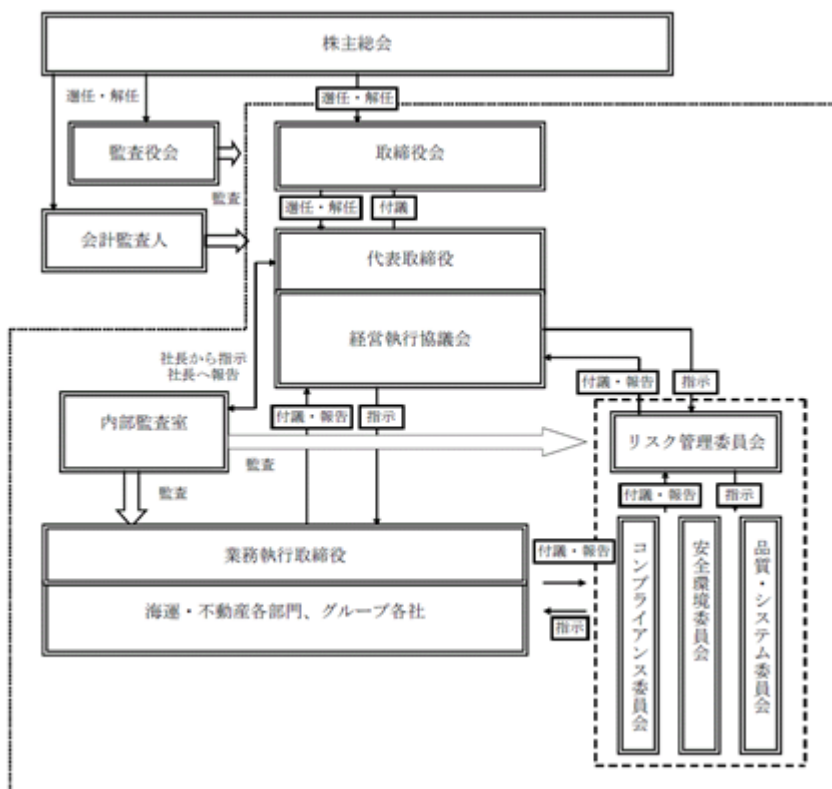 株主総会
選任・解任
選任・解任
監査役会
取締役会
監査
選任・解任
付議
会計監査人
代表取締役
経営執行協議会
社長から指示
社長へ報告
付議・報告
指示
付議・報告
指示
内部監査室
リスク管理委員会
監査
監査
付議・報告
指示
業務執行取締役
付議・報告
海運・不動産各部門、グループ各社
指示
コンプライアンス委員会
安全環境委員会
品質・システム委員会